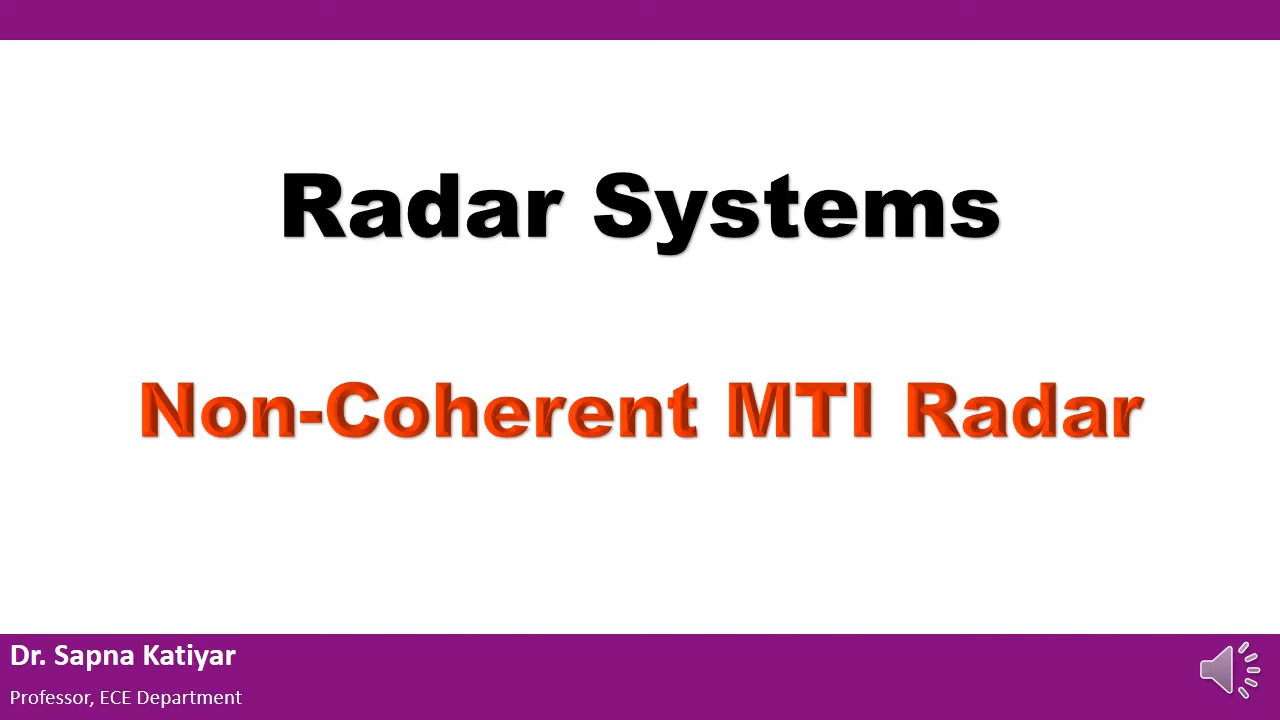 Radar Systems
Non-Coherent MTI Radar
Dr. Sapna Katiyar
Professor, ECE Department